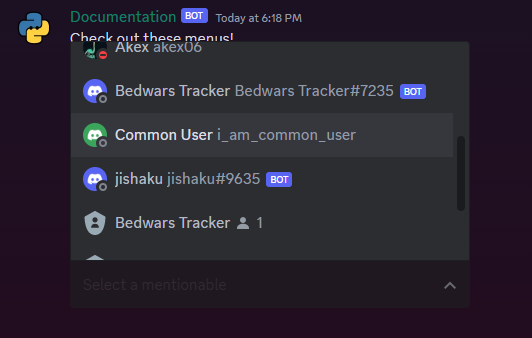 Documentation BOT Today at 6:18 PM
Check out these menus!
Akex akex06
Bedwars Tracker Bedwars Tracker#7235 BOT
Common User i_am_common_user
jishaku jishaku#9635 BOT
Bedwars Tracker 1
Select a mentionable